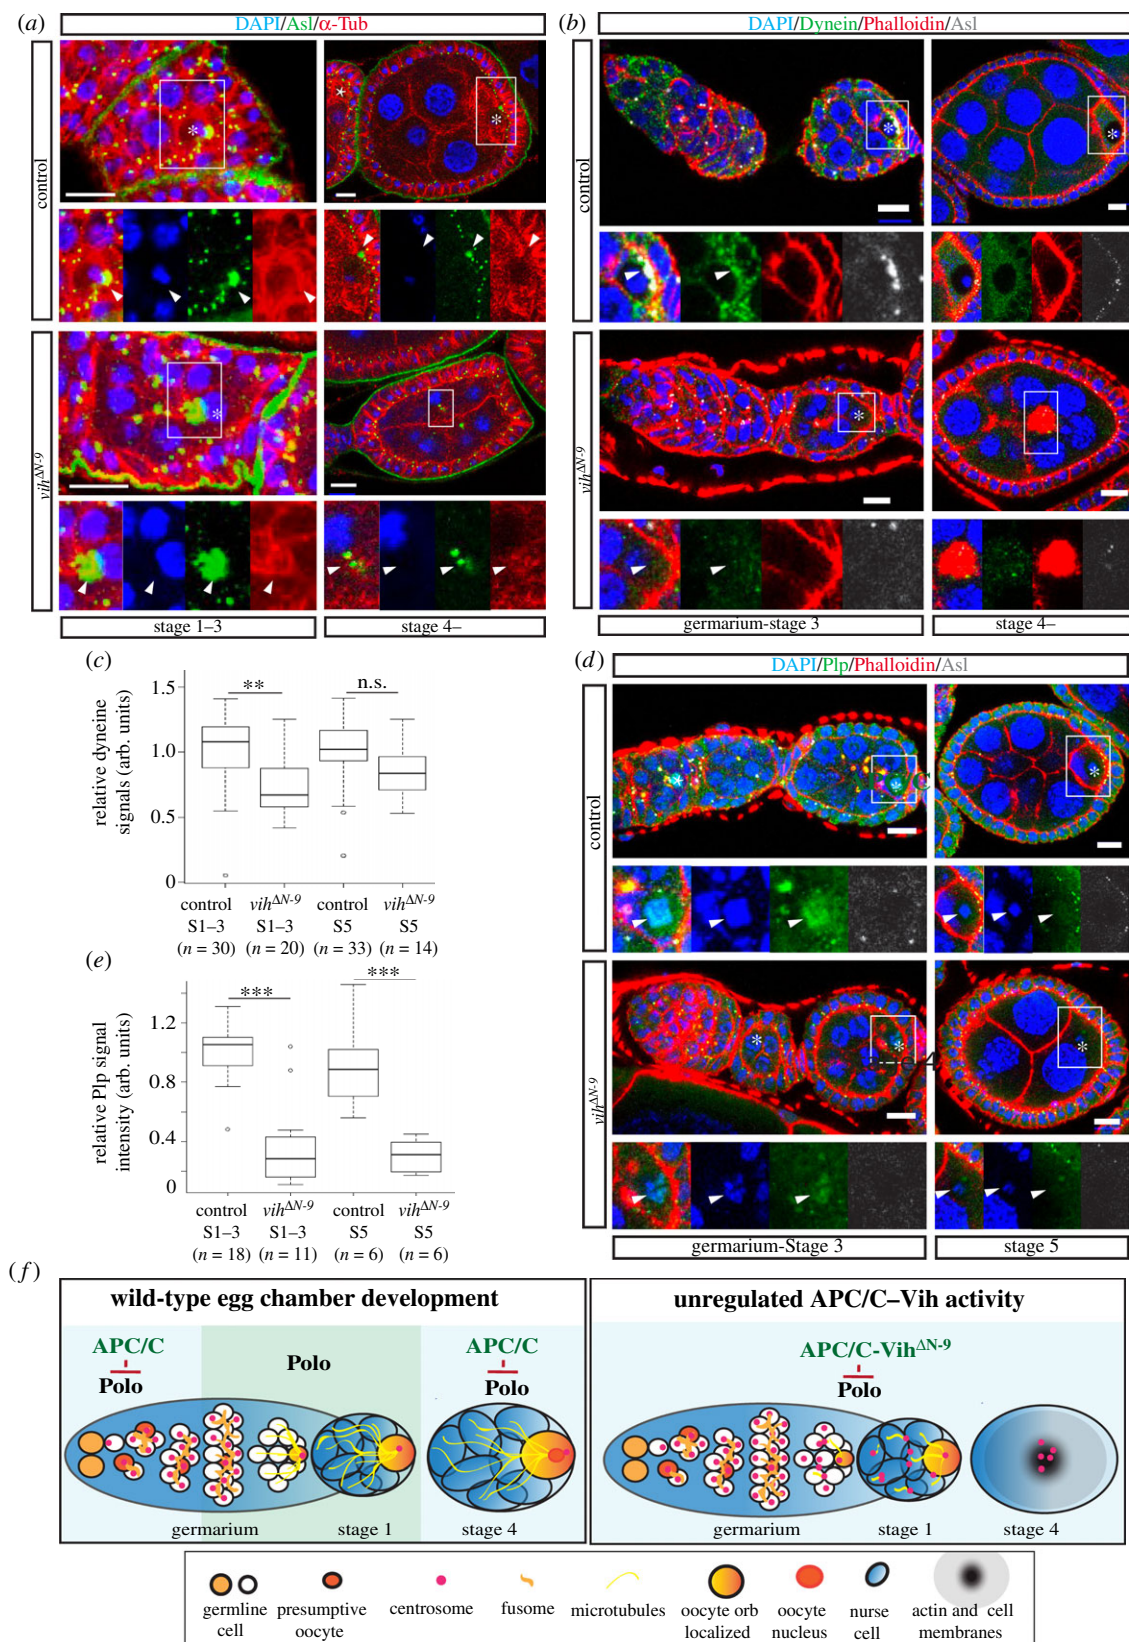 (a)
DAPI/Asl/α-Tub
control
*
*
*
vihΔN-9
*
stage 1–3
stage 4–
(b)
DAPI/Dynein/Phalloidin/Asl
control
*
*
vihΔN-9
*
germarium-stage 3
stage 4–
(c)
relative dyneine
signals (arb. units)
1.5
1.0
0.5
0
**
n.s.
control vihΔN-9 control vihΔN-9
S1–3 S1–3 S5 S5
(n = 30) (n = 20) (n = 33) (n = 14)
(d)
DAPI/Plp/Phalloidin/Asl
control
*
*
C
*
vihΔN-9
*
*
germarium-Stage 3
stage 5
(e)
relative Plp signal
intensity (arb. units)
1.2
0.8
0.4
0
***
***
control vihΔN-9 control vihΔN-9
S1–3 S1–3 S5 S5
(n = 18) (n = 11) (n = 6) (n = 6)
(f)
wild-type egg chamber development
APC/C
Polo
Polo
APC/C
Polo
germarium
stage 1
stage 4
unregulated APC/C–Vih activity
APC/C-VihΔN-9
Polo
germarium
stage 1
stage 4
germline cell
presumptive oocyte
centrosome
fusome
microtubules
oocyte orb localized
oocyte nucleus
nurse cell
actin and cell membranes